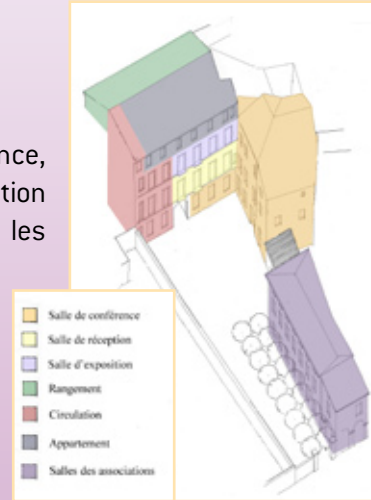 nce,
tion
les
Salle de conférence
Salle de réception
Salle d'exposition
Rangement
Circulation
Appartement
Salles des associations